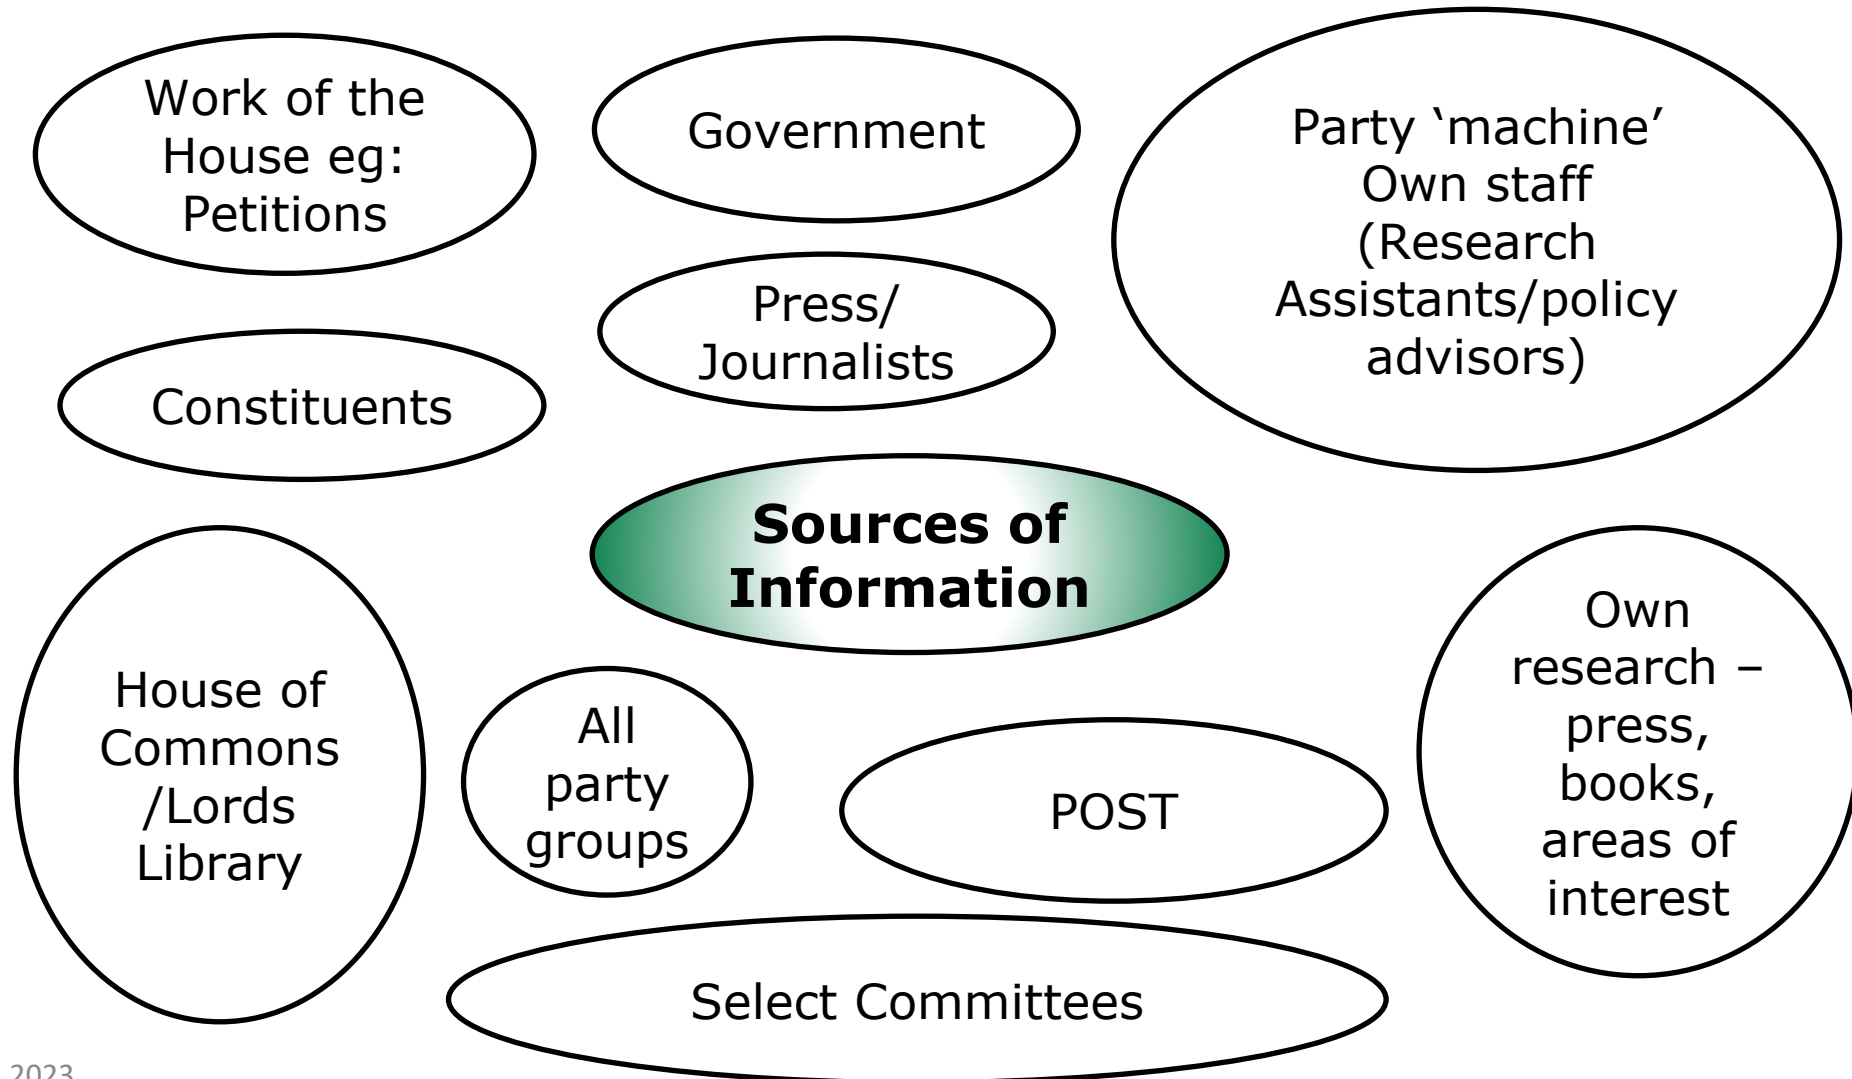 Work of the
House eg:
Petitions
Government
Party ‘machine’
Own staff
(Research
Assistants/policy
advisors)
Press/
Journalists
Constituents
Sources of
Information
House of
Commons
/Lords
Library
All
party
groups
POST
Own
research –
press,
books,
areas of
interest
Select Committees
2023